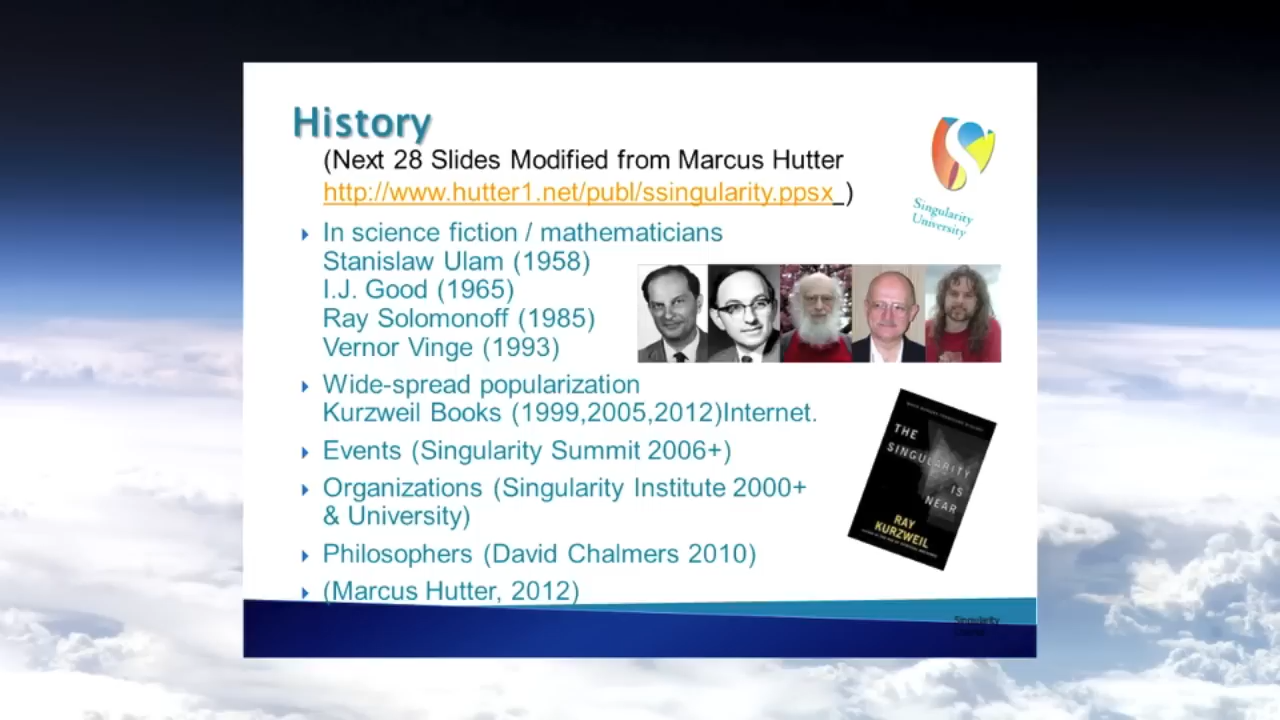 History
(Next 28 Slides Modified from Marcus Hutter
http://www.hutter1.net/publ/ssingularity.ppsx )
Singularity
University
In science fiction / mathematicians
Stanislaw Ulam (1958)
I.J. Good (1965)
Ray Solomonoff (1985)
Vernor Vinge (1993)
Wide-spread popularization
Kurzweil Books (1999,2005,2012)Internet.
Events (Singularity Summit 2006+)
Organizations (Singularity Institute 2000+
& University)
Philosophers (David Chalmers 2010)
(Marcus Hutter, 2012)
THE
SINGULARITY
IS
NEAR
RAY
KURZWEIL
Singularity